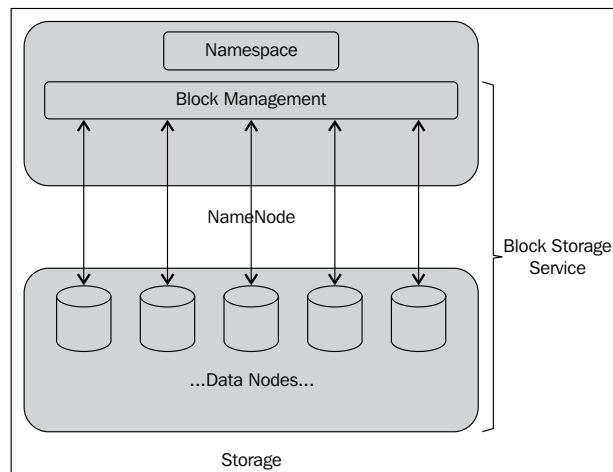 Namespace
Block Management
NameNode
Block Storage
Service
...Data Nodes...
Storage